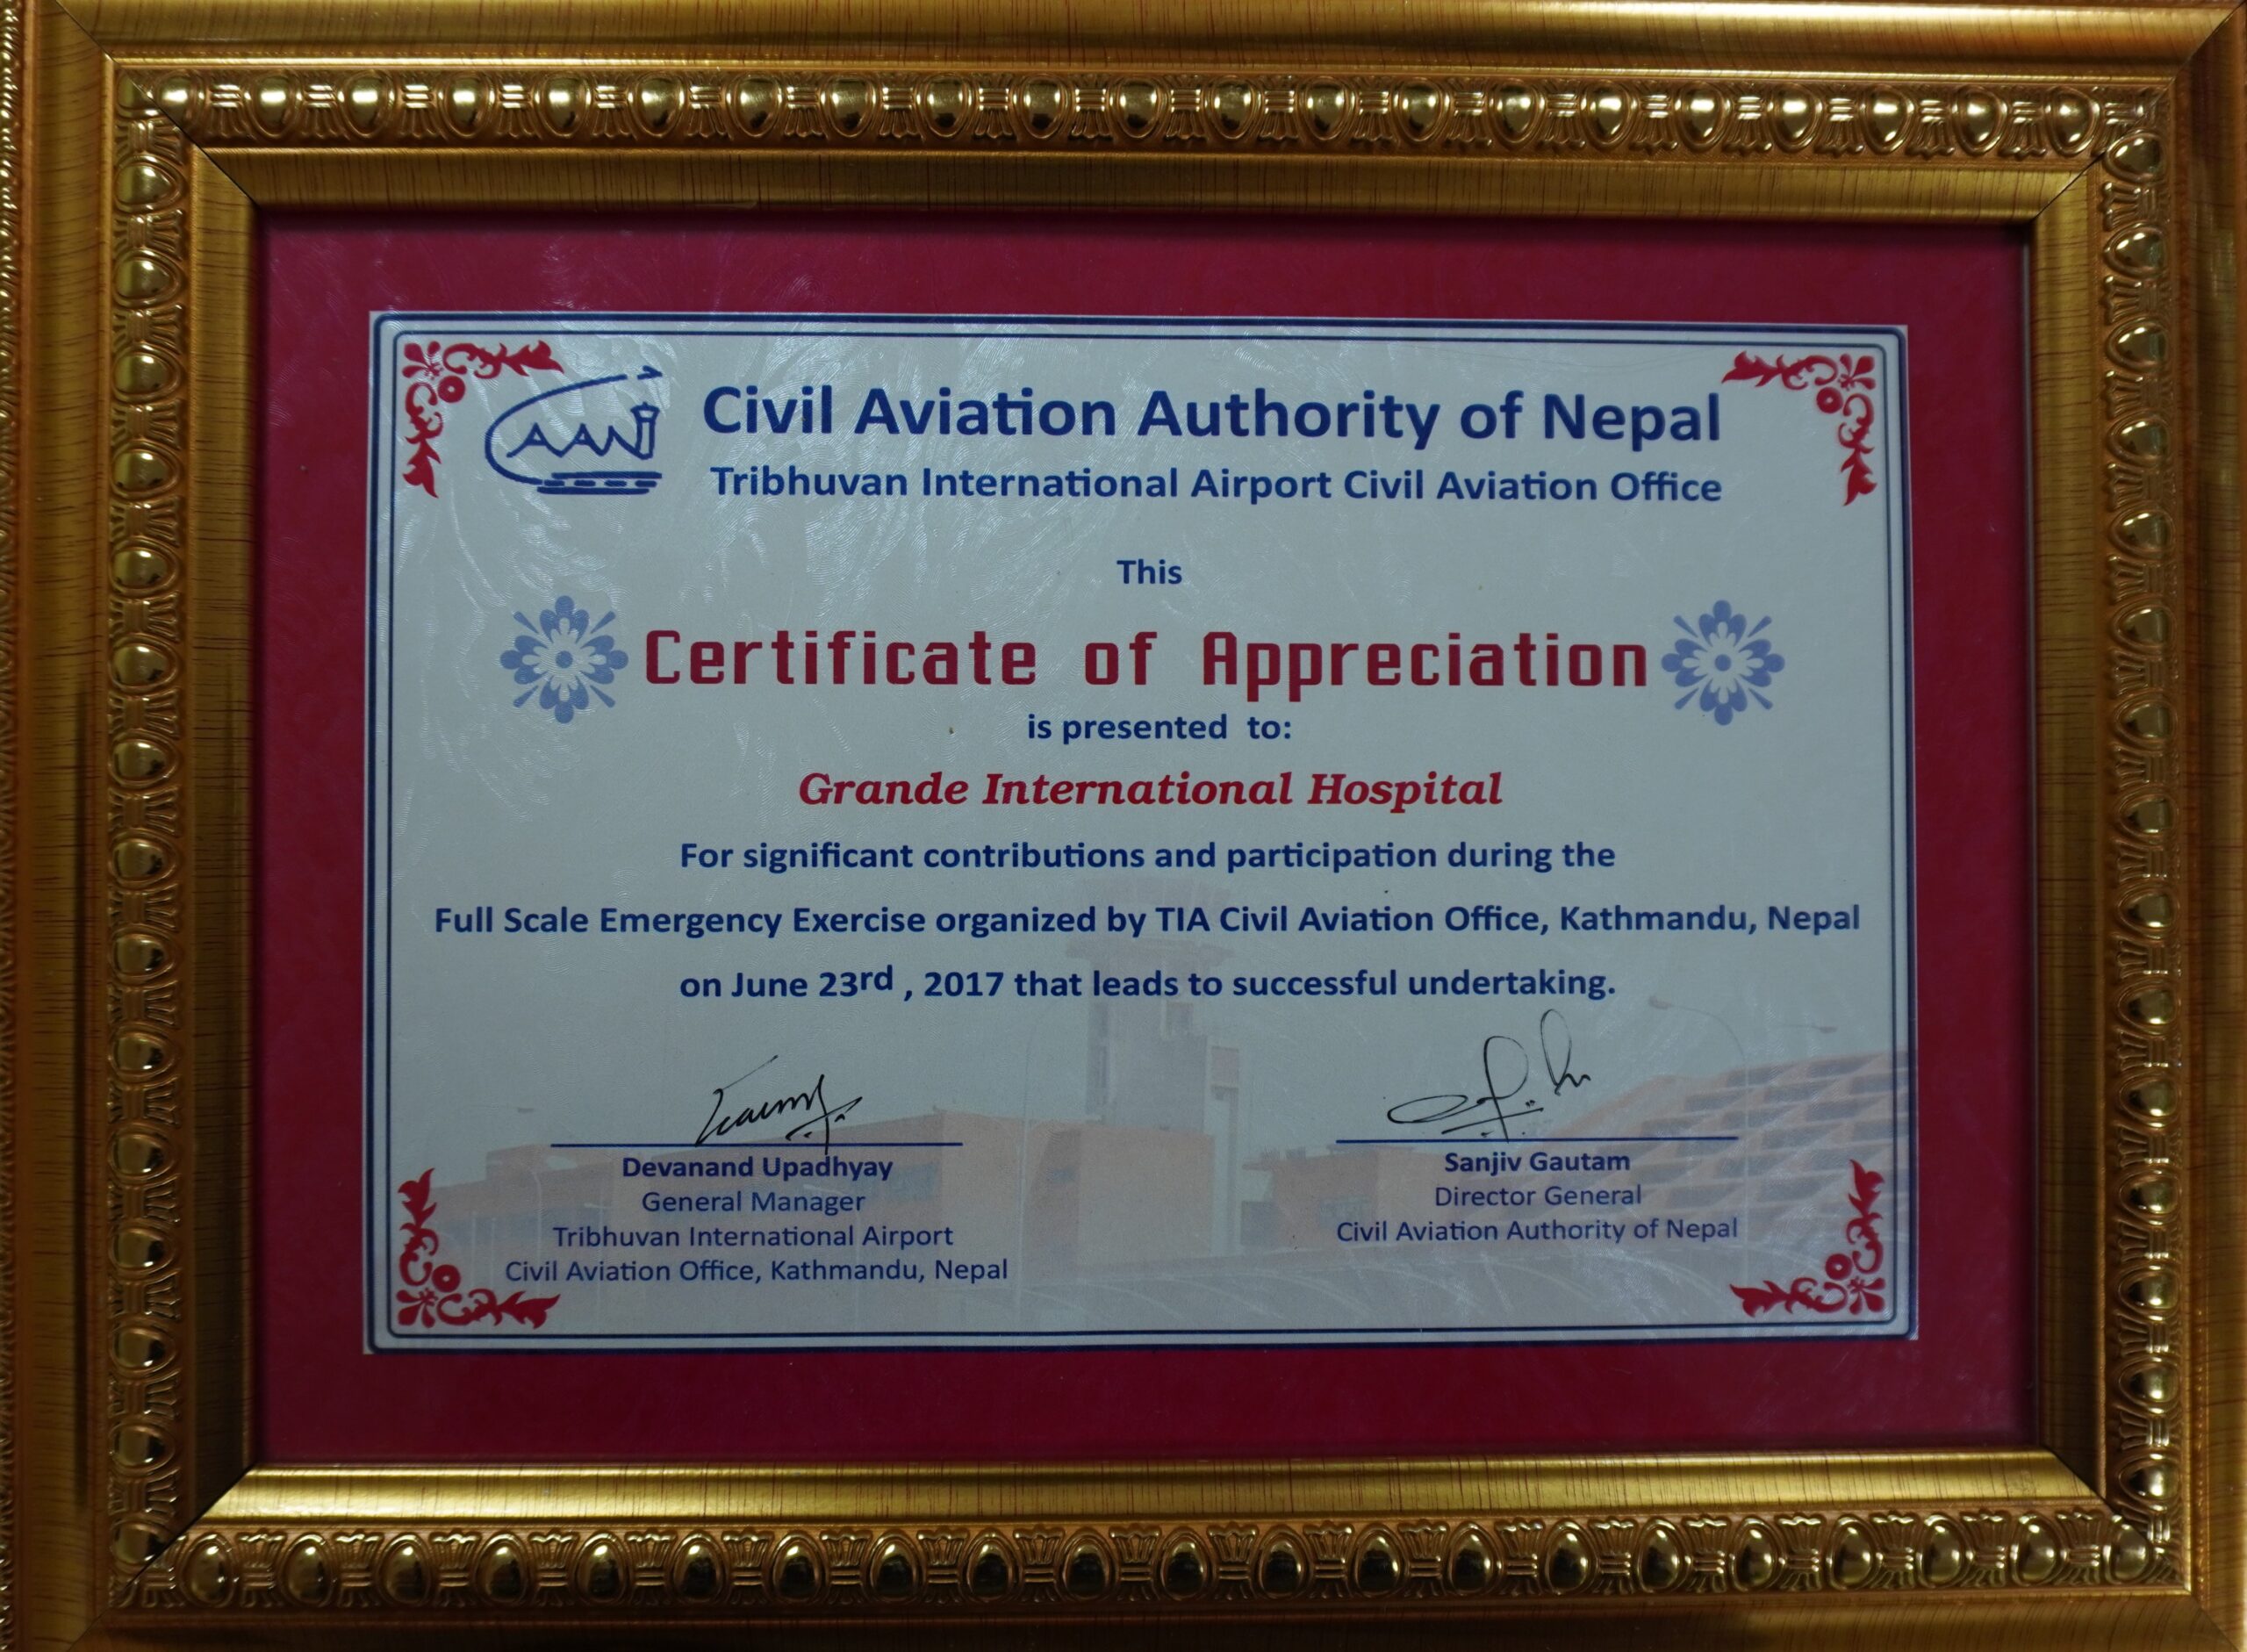 CAAN
Civil Aviation Authority of Nepal
Tribhuvan International Airport Civil Aviation Office
This
Certificate of Appreciation
is presented to:
Grande International Hospital
For significant contributions and participation during the
Full Scale Emergency Exercise organized by TIA Civil Aviation Office, Kathmandu, Nepal
on June 23rd , 2017 that leads to successful undertaking.
Devanand Upadhyay
General Manager
Tribhuvan International Airport
Civil Aviation Office, Kathmandu, Nepal
Sanjiv Gautam
Director General
Civil Aviation Authority of Nepal